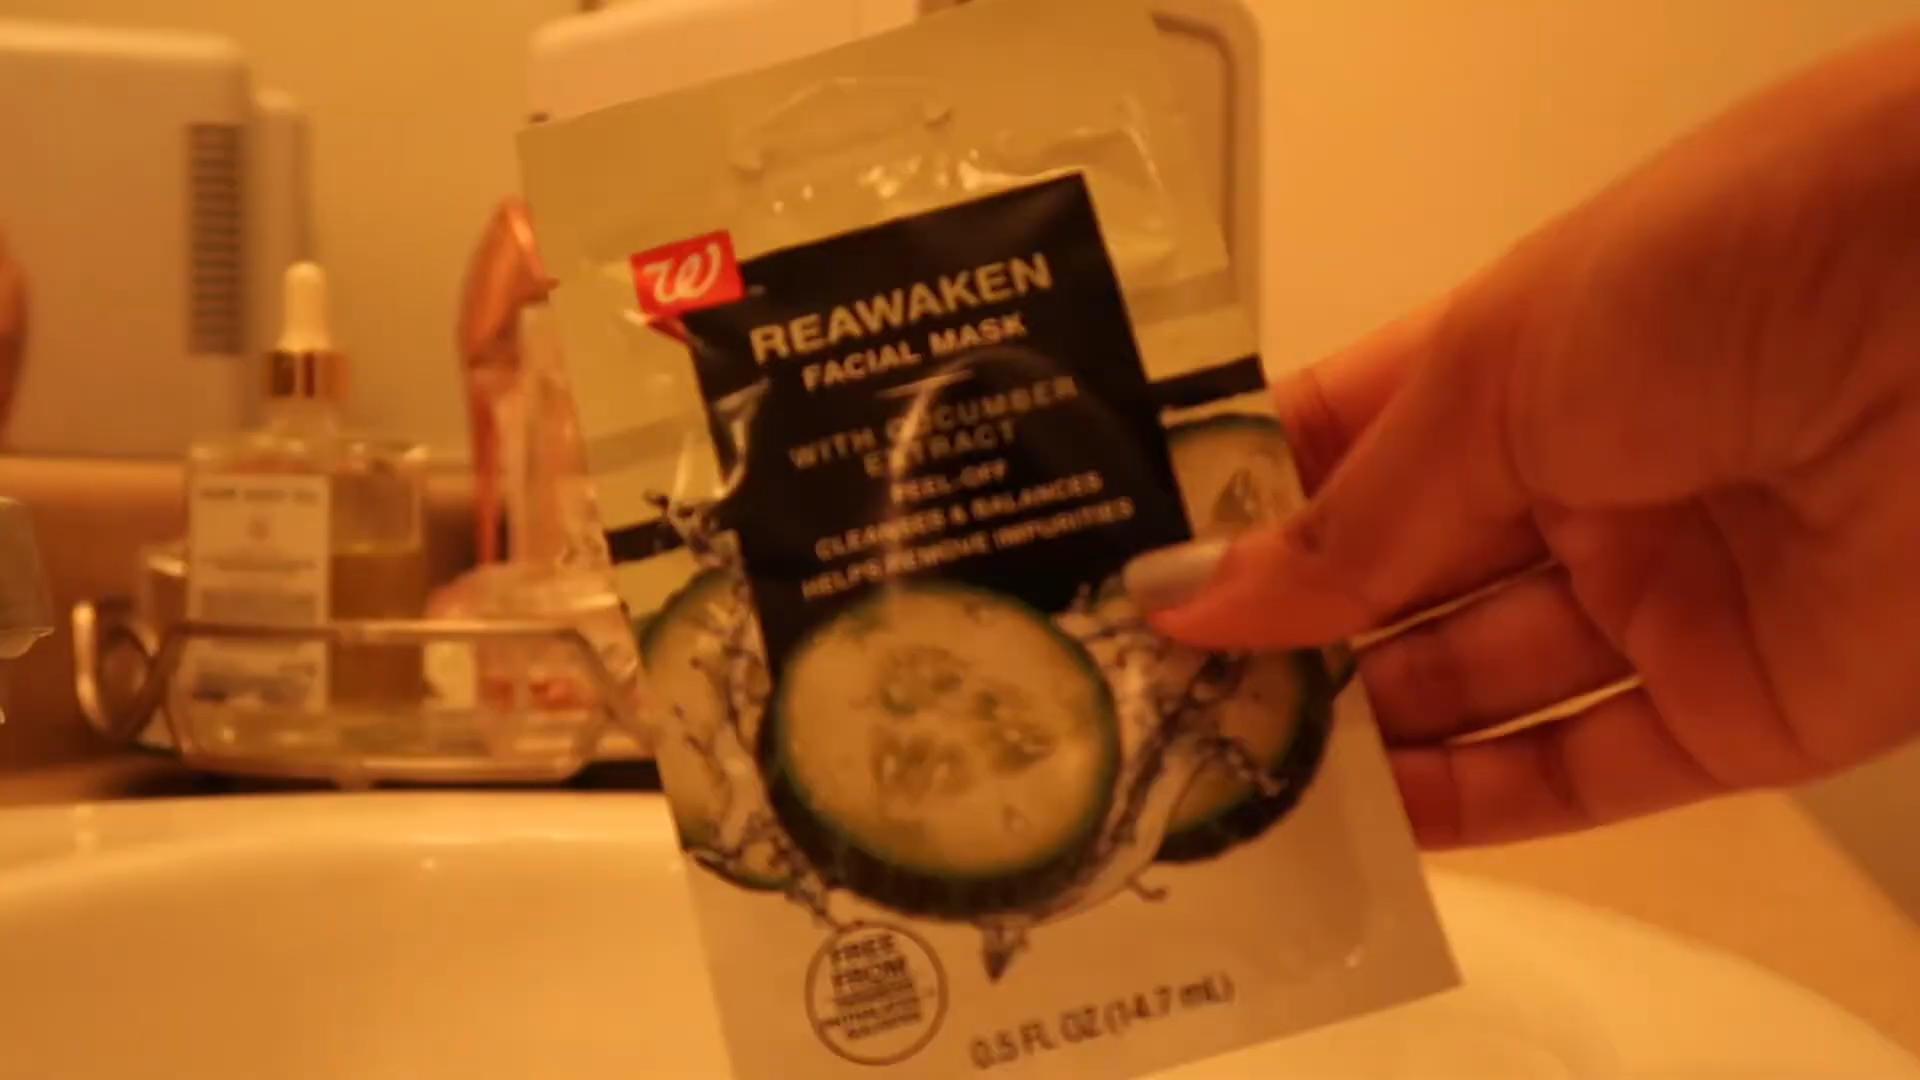 W
REAWAKEN
FACIAL MASK
WITH CUCUMBER
EXTRACT
PEEL-OFF
CLEANSES & BALANCES
HELPS REMOVE IMPURITIES
FREE
FROM
0.5 FL OZ (14.7 mL)